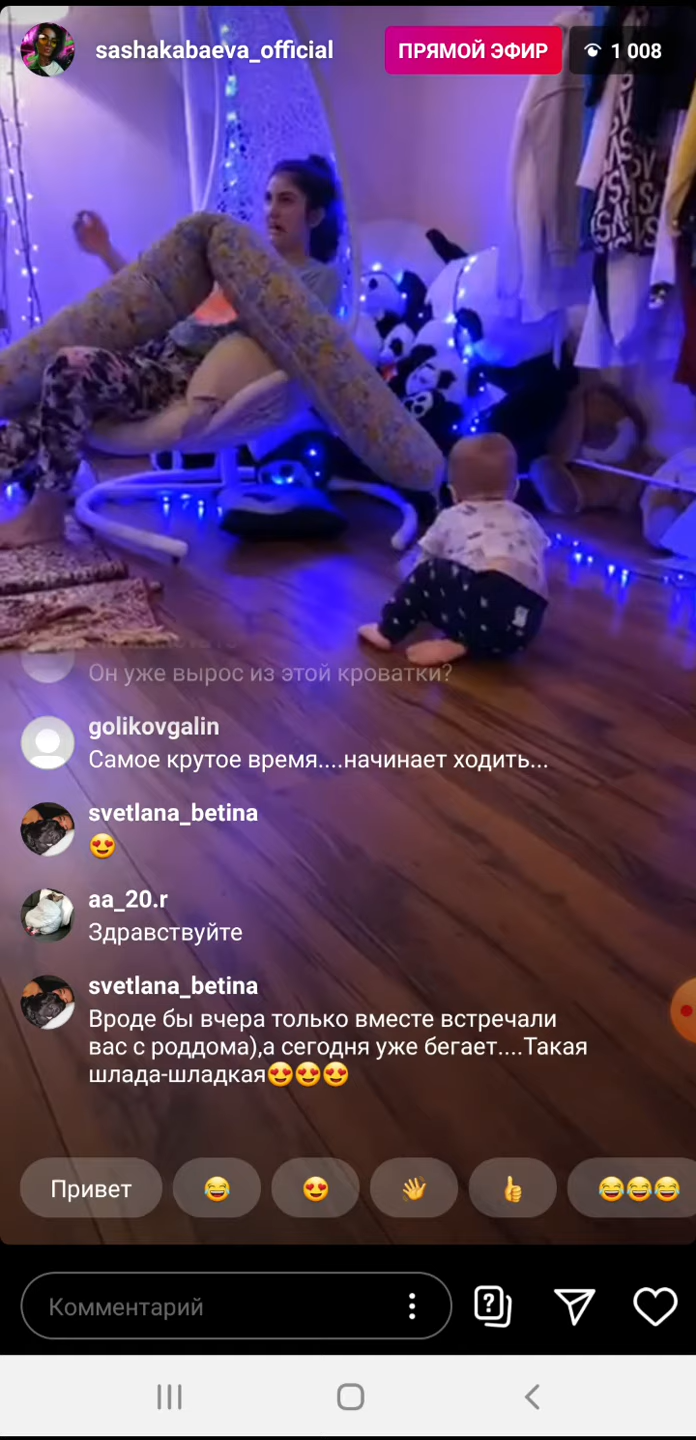 sashakabaeva_official
ПРЯМОЙ ЭФИР
1 008
Он уже вырос из этой кроватки?
golikovgalin
Самое крутое время....начинает ходить...
svetlana_betina
😍
aa_20.r
Здравствуйте
svetlana_betina
Вроде бы вчера только вместе встречали
вас с роддома),а сегодня уже бегает....Такая
шлада-шладкая😍😍😍
Привет 😂 😍 👋 👍 😂😂😂
Комментарий